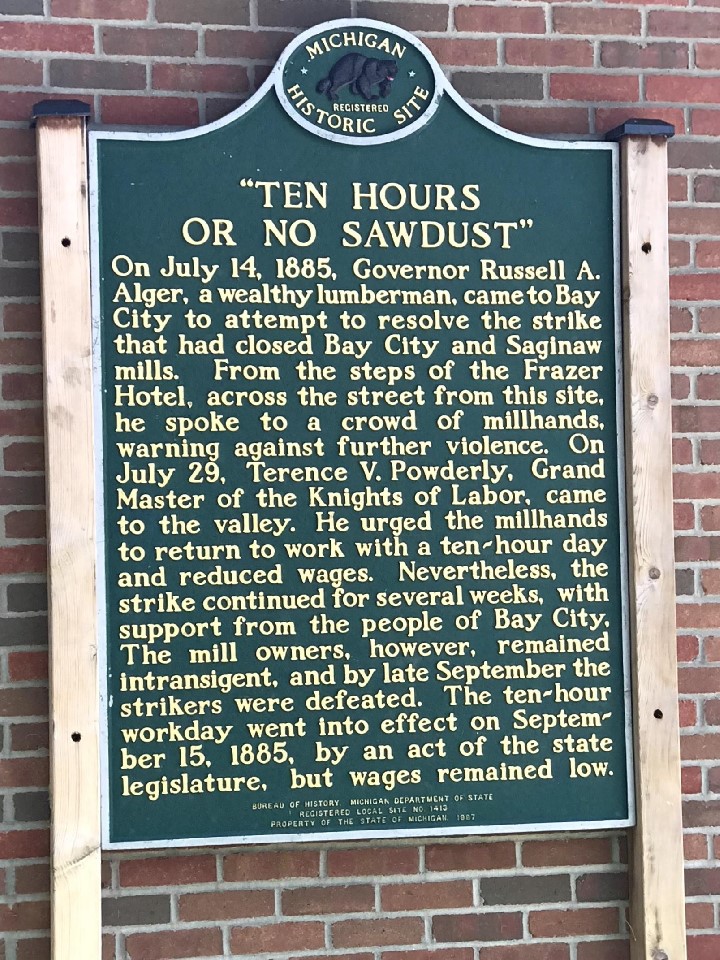 MICHIGAN
REGISTERED
HISTORIC SITE
"TEN HOURS
OR NO SAWDUST"
On July 14, 1885, Governor Russell A.
Alger, a wealthy lumberman, came to Bay
City to attempt to resolve the strike
that had closed Bay City and Saginaw
mills. From the steps of the Frazer
Hotel, across the street from this site,
he spoke to a crowd of millhands,
warning against further violence. On
July 29, Terence V. Powderly, Grand
Master of the Knights of Labor, came
to the valley. He urged the millhands
to return to work with a ten-hour day
and reduced wages. Nevertheless, the
strike continued for several weeks, with
support from the people of Bay City.
The mill owners, however, remained
intransigent, and by late September the
strikers were defeated. The ten-hour
workday went into effect on Septem-
ber 15, 1885, by an act of the state
legislature, but wages remained low.
BUREAU OF HISTORY, MICHIGAN DEPARTMENT OF STATE
REGISTERED LOCAL SITE NO. 1413
PROPERTY OF THE STATE OF MICHIGAN, 1987